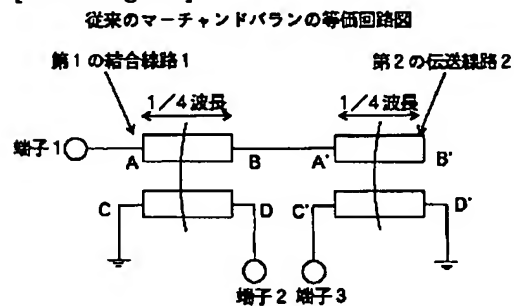 従来のマーチャンドバランの等価回路図
第1の結合線路1
第2の伝送線路2
1/4波長
1/4波長
端子1
A
B
A'
B'
C
D
C'
D'
端子2
端子3